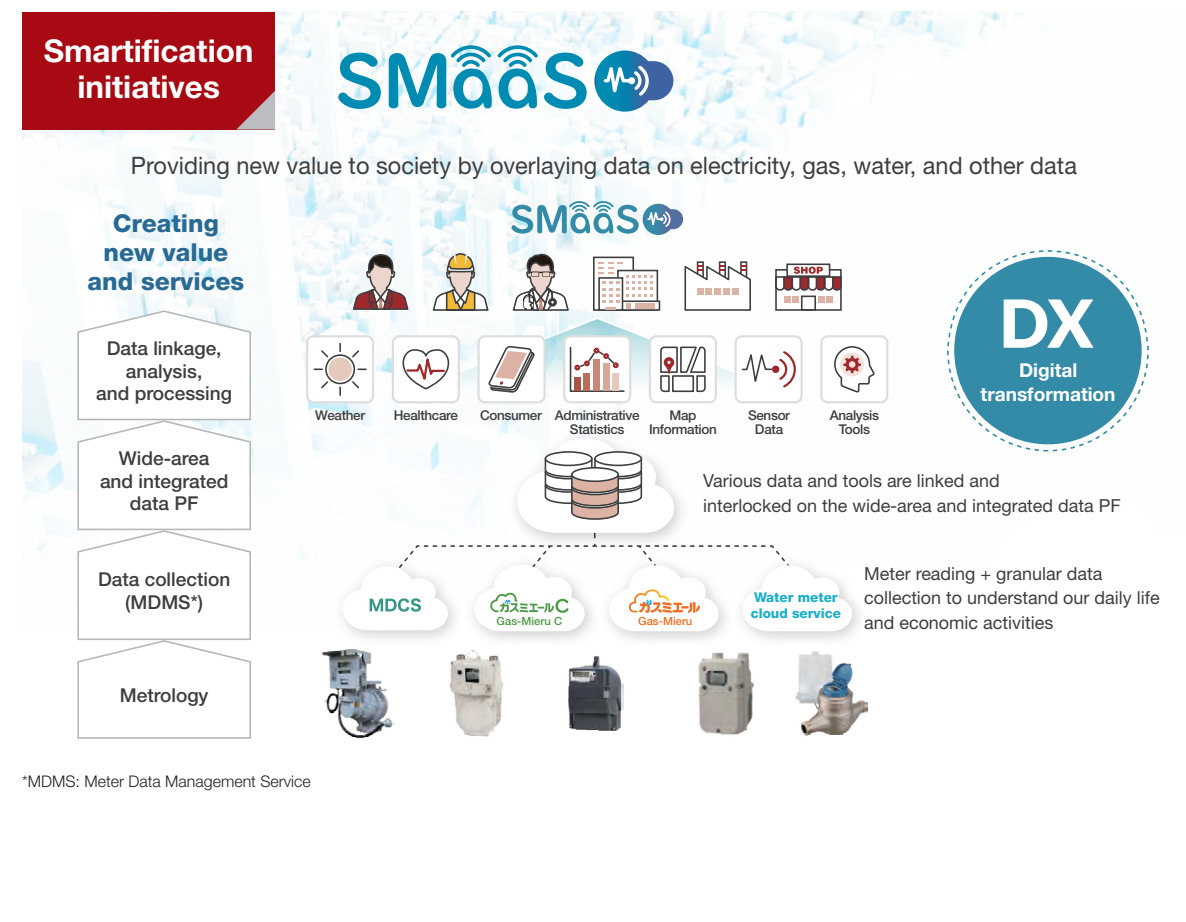 Smartification
initiatives
SMaaS
Providing new value to society by overlaying data on electricity, gas, water, and other data
Creating
new value
and services
SMaaS
SHOP
DX
Digital
transformation
Data linkage,
analysis,
and processing
Weather
Healthcare
Consumer
Administrative
Statistics
Map
Information
Sensor
Data
Analysis
Tools
Wide-area
and integrated
data PF
Various data and tools are linked and
interlocked on the wide-area and integrated data PF
Data collection
(MDMS*)
MDCS
ガスミエールC
Gas-Mieru C
ガスミエール
Gas-Mieru
Water meter
cloud service
Meter reading + granular data
collection to understand our daily life
and economic activities
Metrology
*MDMS: Meter Data Management Service